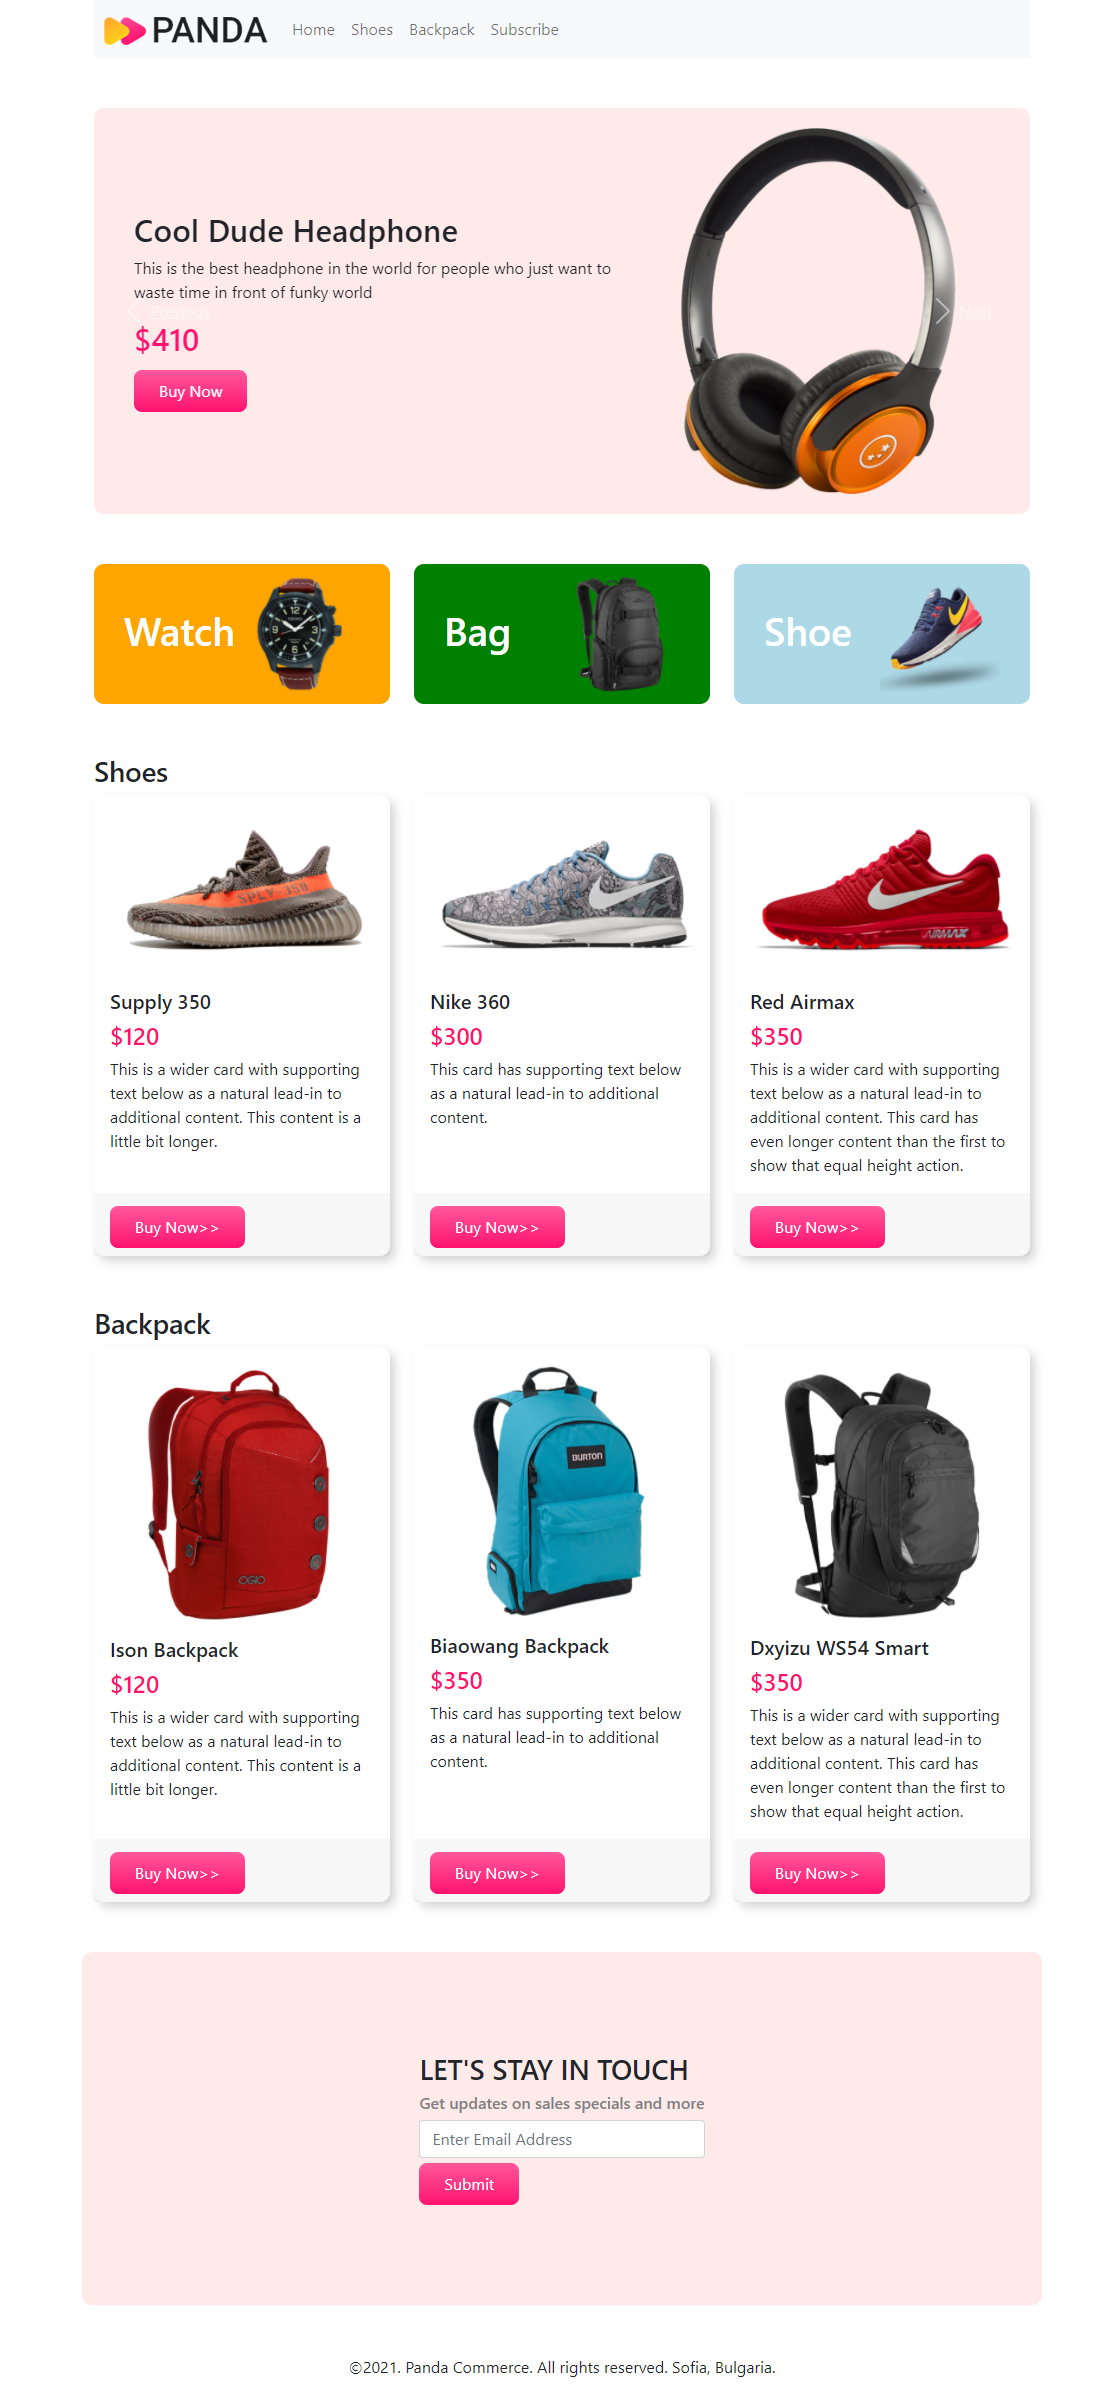 PANDA Home Shoes Backpack Subscribe
Cool Dude Headphone
This is the best headphone in the world for people who just want to
waste time in front of funky world
Previous
Next
$410
Buy Now
Watch
Bag
Shoe
Shoes
SPLY 350
AIRMAX
Supply 350
$120
This is a wider card with supporting
text below as a natural lead-in to
additional content. This content is a
little bit longer.
Buy Now>>
Nike 360
$300
This card has supporting text below
as a natural lead-in to additional
content.
Buy Now>>
Red Airmax
$350
This is a wider card with supporting
text below as a natural lead-in to
additional content. This card has
even longer content than the first to
show that equal height action.
Buy Now>>
Backpack
OGIO
BURTON
Ison Backpack
$120
This is a wider card with supporting
text below as a natural lead-in to
additional content. This content is a
little bit longer.
Buy Now>>
Biaowang Backpack
$350
This card has supporting text below
as a natural lead-in to additional
content.
Buy Now>>
Dxyizu WS54 Smart
$350
This is a wider card with supporting
text below as a natural lead-in to
additional content. This card has
even longer content than the first to
show that equal height action.
Buy Now>>
LET'S STAY IN TOUCH
Get updates on sales specials and more
Enter Email Address
Submit
©2021. Panda Commerce. All rights reserved. Sofia, Bulgaria.